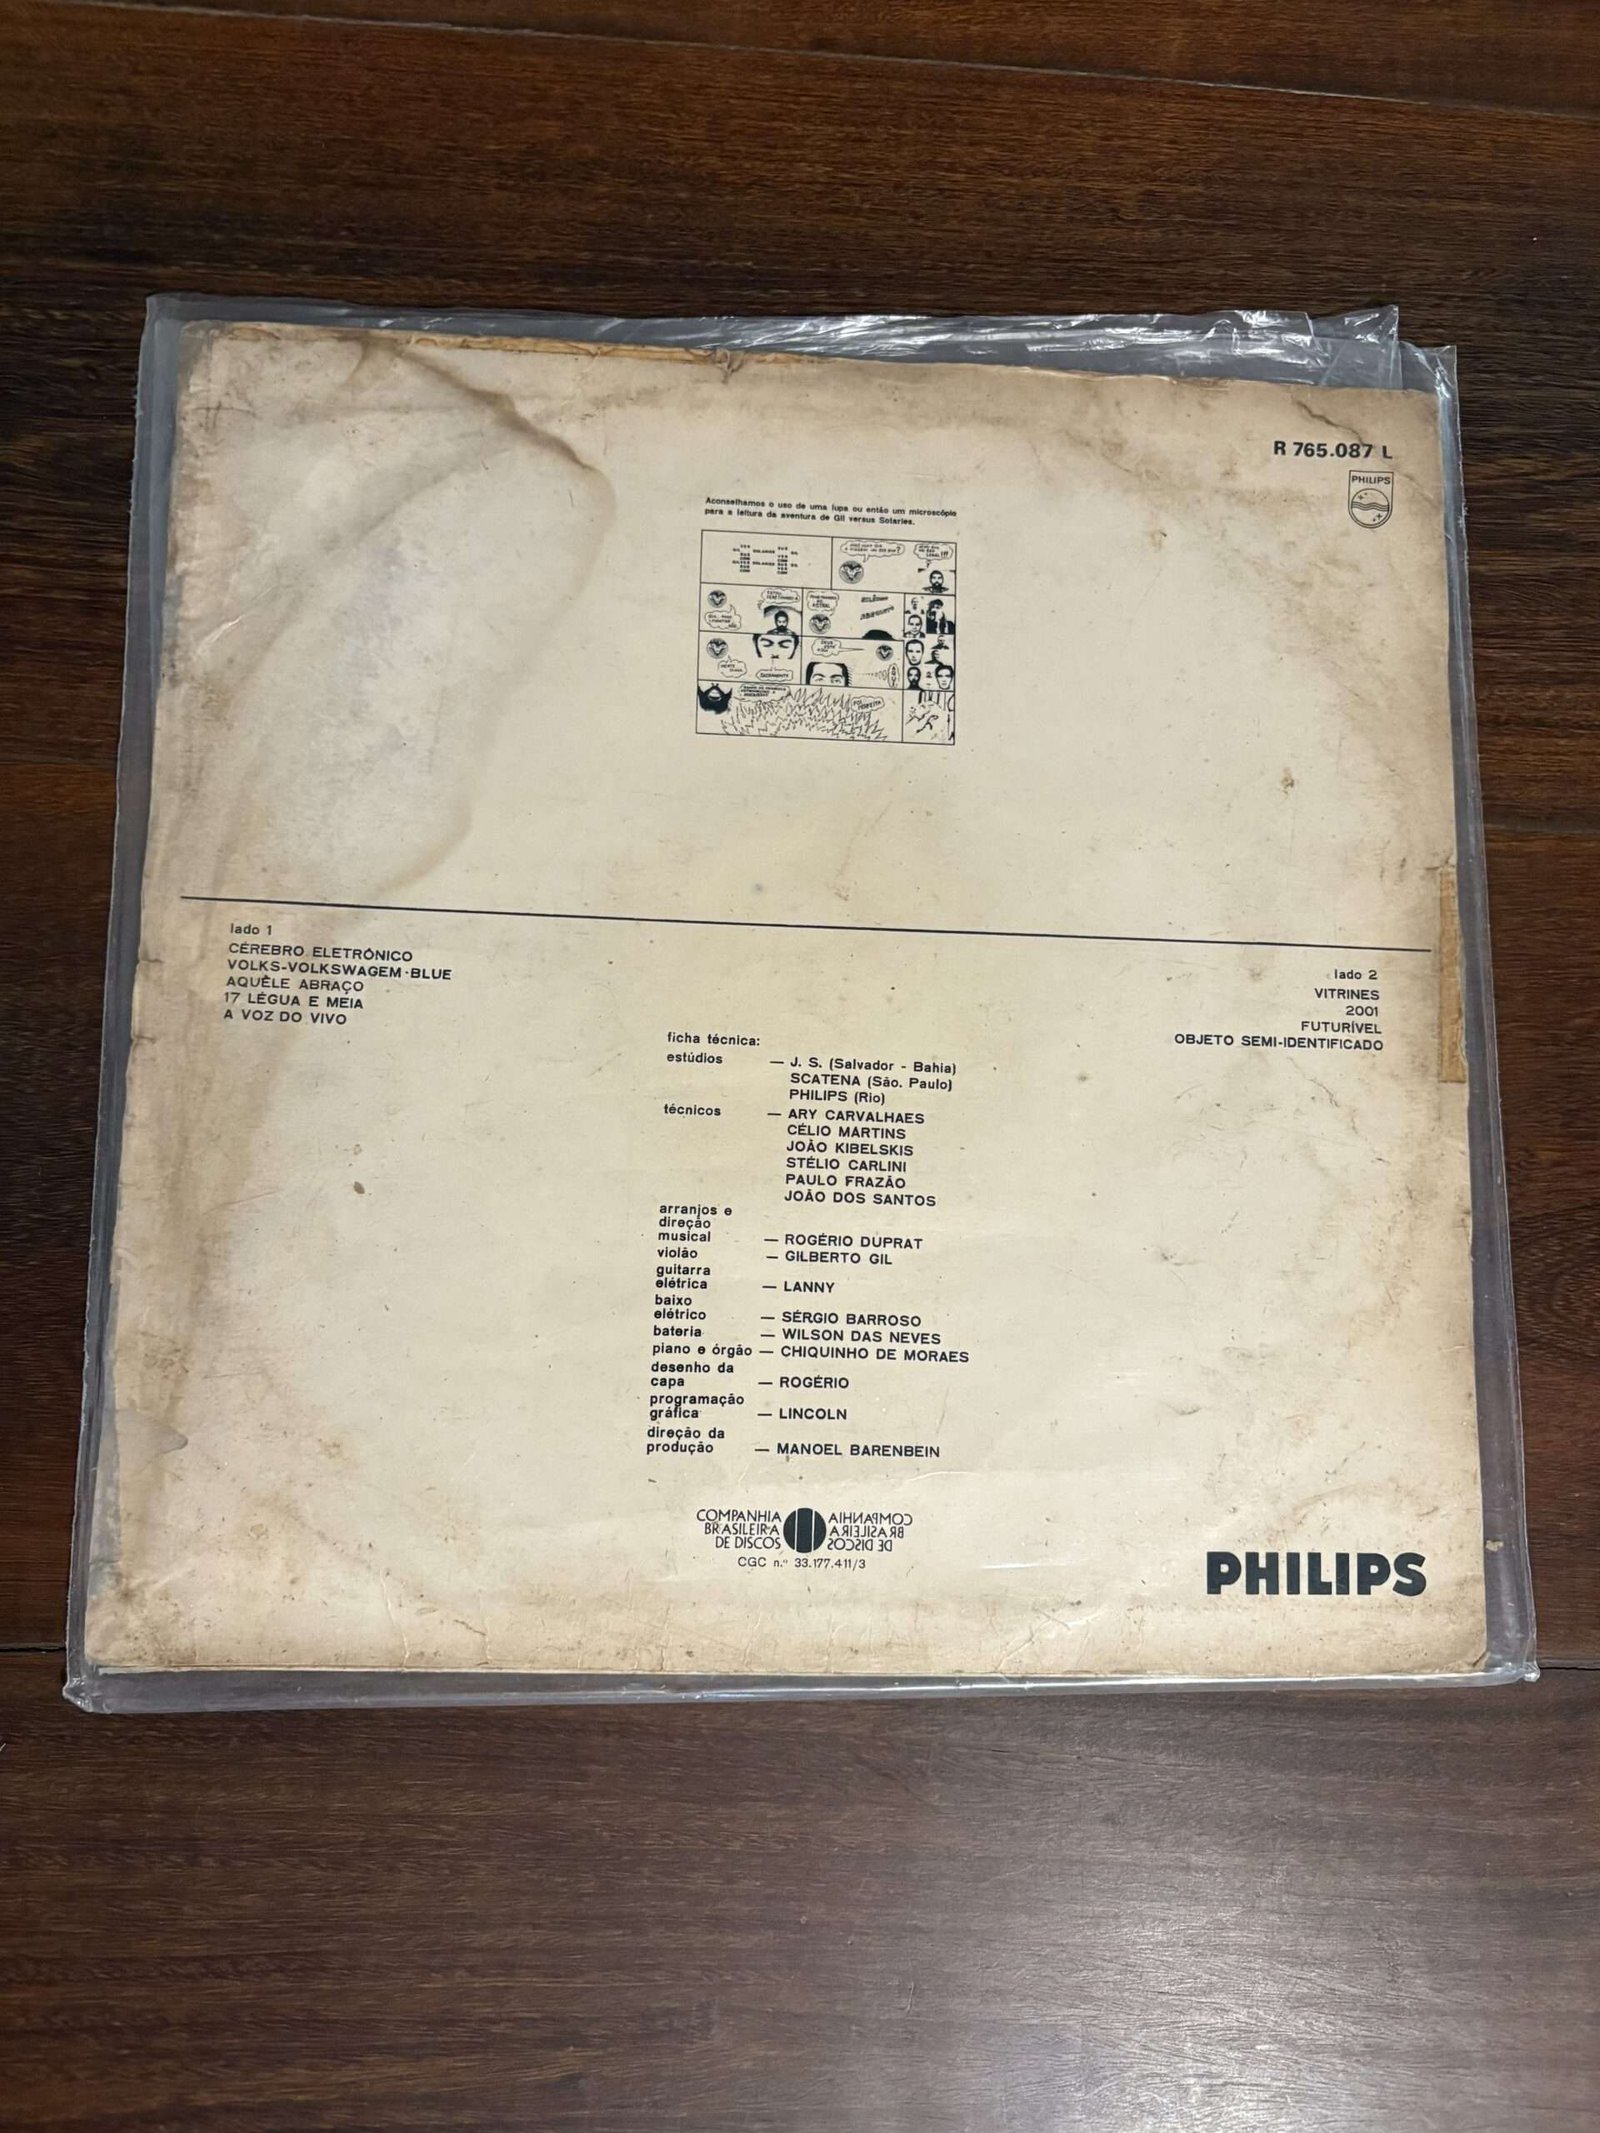 R 765.087 L
PHILIPS
Aconselhamos o uso de uma lupa ou então um microscópio
para a leitura da aventura de Gil versus Solaries.
lado 1
CÉREBRO ELETRÔNICO
VOLKS-VOLKSWAGEM-BLUE
AQUÊLE ABRAÇO
17 LÉGUA E MEIA
A VOZ DO VIVO
lado 2
VITRINES
2001
FUTURÍVEL
OBJETO SEMI-IDENTIFICADO
ficha técnica:
estúdios — J. S. (Salvador - Bahia)
SCATENA (São. Paulo)
PHILIPS (Rio)
técnicos — ARY CARVALHAES
CÉLIO MARTINS
JOÃO KIBELSKIS
STÉLIO CARLINI
PAULO FRAZÃO
JOÃO DOS SANTOS
arranjos e
direção
musical — ROGÉRIO DUPRAT
violão — GILBERTO GIL
guitarra
elétrica — LANNY
baixo
elétrico — SÉRGIO BARROSO
bateria — WILSON DAS NEVES
piano e órgão — CHIQUINHO DE MORAES
desenho da
capa — ROGÉRIO
programação
gráfica — LINCOLN
direção da
produção — MANOEL BARENBEIN
COMPANHIA COMPANHIA
BRASILEIRA BRASILEIRA
DE DISCOS DE DISCOS
CGC n.º 33.177.411/3
PHILIPS